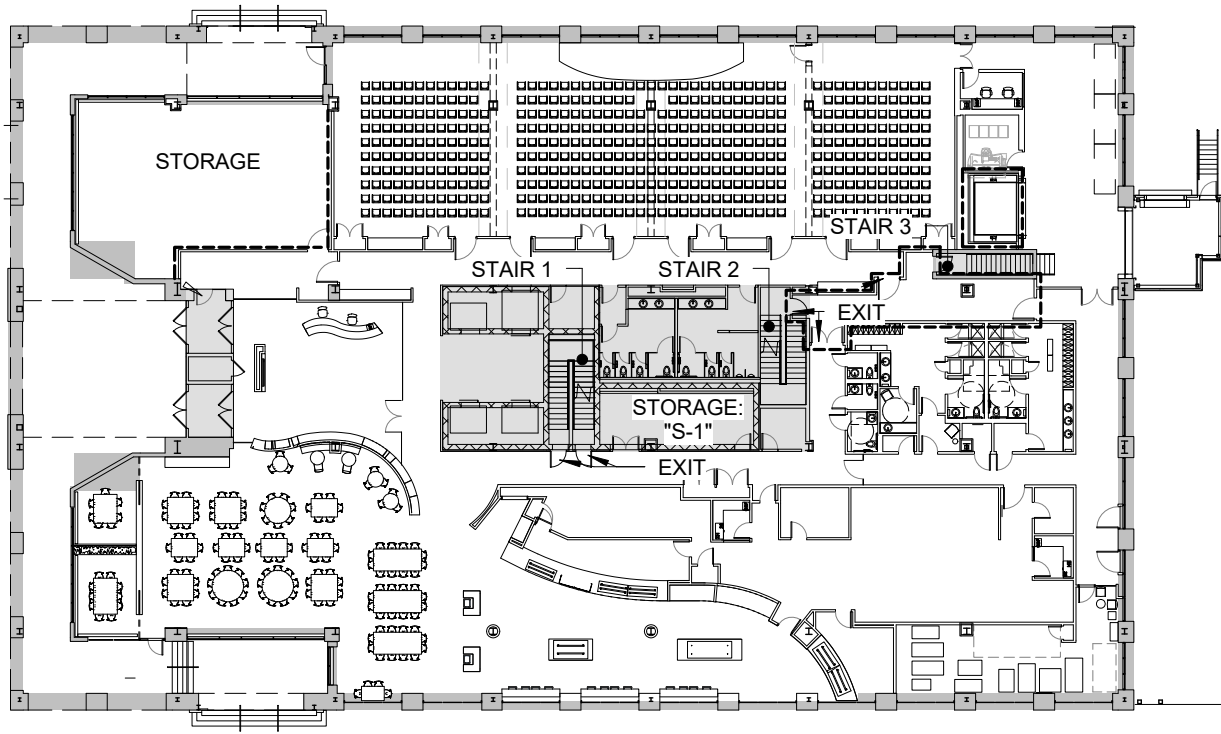 STORAGE
STAIR 3
STAIR 1
STAIR 2
EXIT
STORAGE:
"S-1"
EXIT